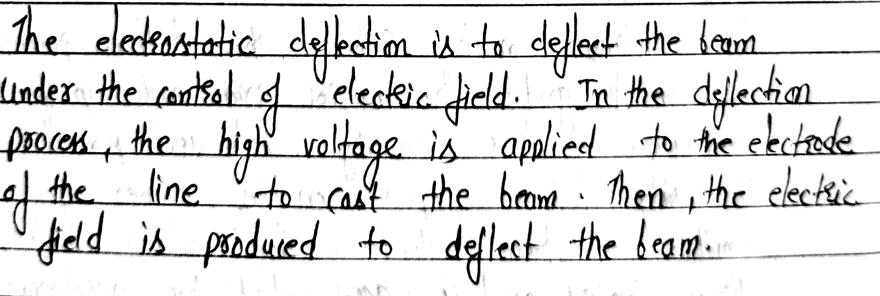 The electrostatic deflection is to deflect the beam
under the control of electric field. In the deflection
process, the high voltage is applied to the electrode
of the line to cast the beam. Then, the electric
field is produced to deflect the beam.